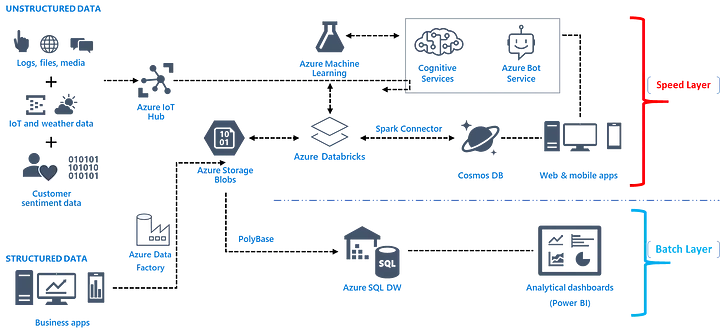 UNSTRUCTURED DATA
Logs, files, media
IoT and weather data
010101
101010
010101
Customer
sentiment data
Azure IoT
Hub
Azure Machine
Learning
Cognitive
Services
Azure Bot
Service
Speed Layer
10
01
Azure Storage
Blobs
Azure Databricks
Spark Connector
Cosmos DB
Web & mobile apps
Azure Data
Factory
PolyBase
SQL
Azure SQL DW
Analytical dashboards
(Power BI)
Batch Layer
STRUCTURED DATA
Business apps